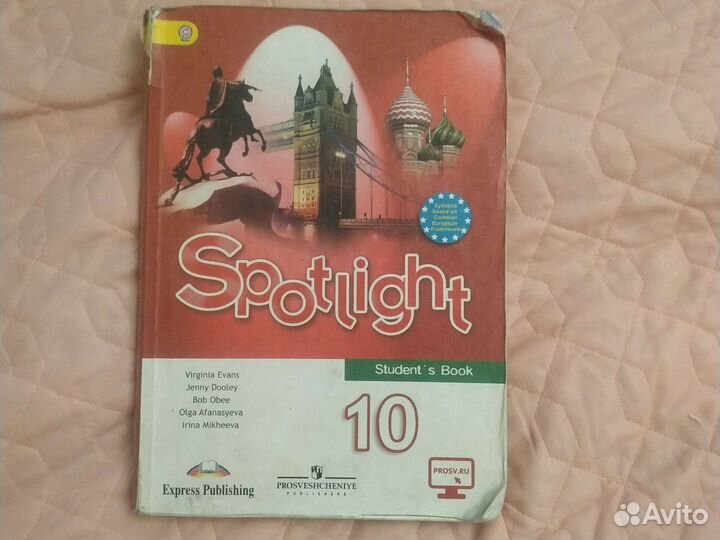 Syllabus
based on
Common
European
Framework
Spotlight
Student's Book
Virginia Evans
Jenny Dooley
Bob Obee
Olga Afanasyeva
Irina Mikheeva
10
PROSV.RU
Express Publishing
PROSVESHCHENIYE
PUBLISHERS
Avito